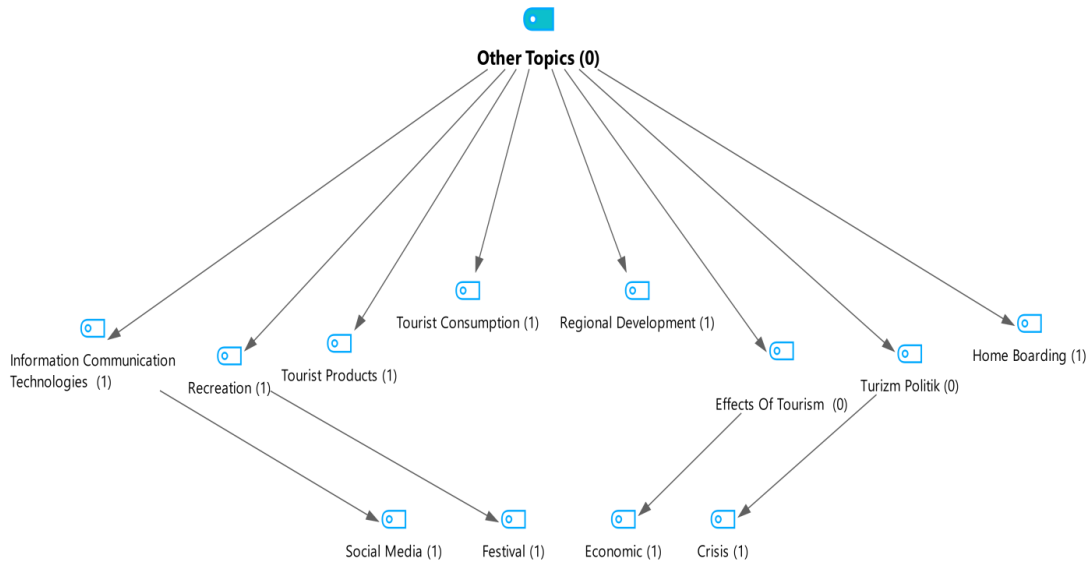 Other Topics (0)
Tourist Consumption (1)
Regional Development (1)
Information Communication
Technologies  (1)
Recreation (1)
Tourist Products (1)
Effects Of Tourism  (0)
Turizm Politik (0)
Home Boarding (1)
Social Media (1)
Festival (1)
Economic (1)
Crisis (1)